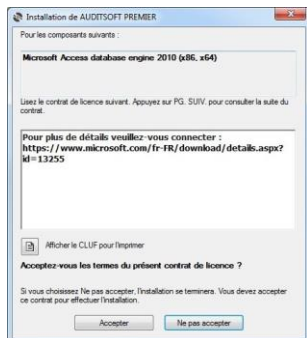 Installation de AUDITSOFT PREMIER
Pour les composants suivants :
Microsoft Access database engine 2010 (x86, x64)
Lisez le contrat de licence suivant. Appuyez sur PG. SUIV. pour consulter la suite du
contrat.
Pour plus de détails veuillez-vous connecter :
https://www.microsoft.com/fr-FR/download/details.aspx?
id=13255
Afficher le CLUF pour l'imprimer
Acceptez-vous les termes du présent contrat de licence ?
Si vous choisissez Ne pas accepter, l'installation se terminera. Vous devez accepter
ce contrat pour effectuer l'installation.
Accepter
Ne pas accepter